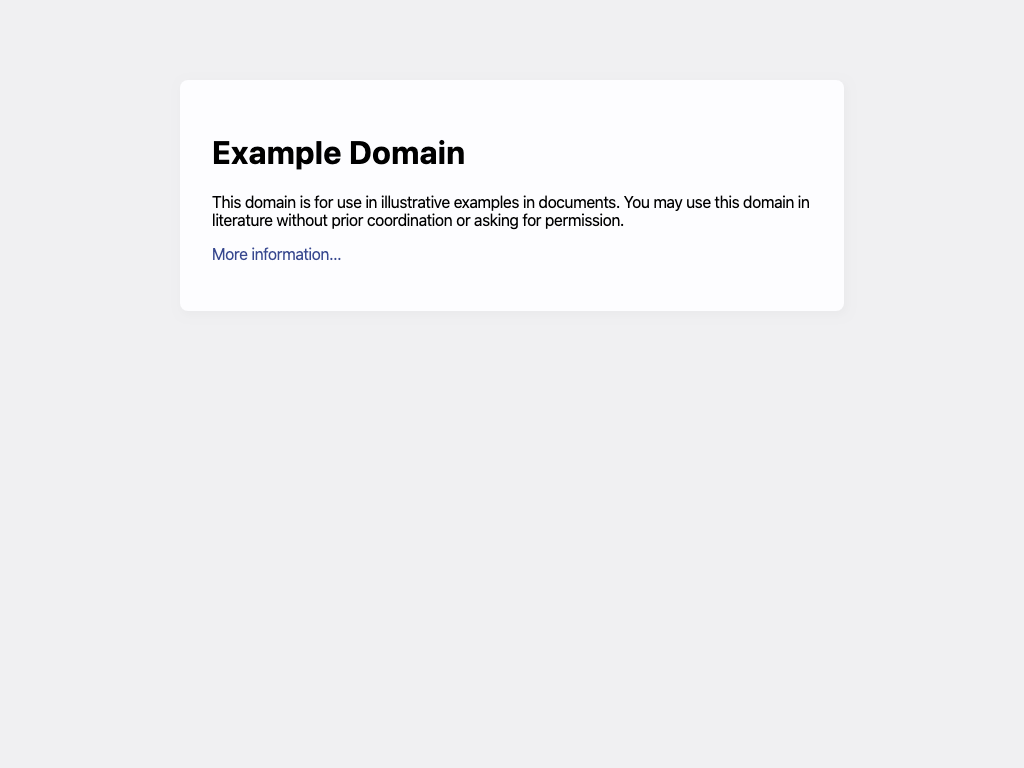 Example Domain
This domain is for use in illustrative examples in documents. You may use this domain in
literature without prior coordination or asking for permission.
More information...